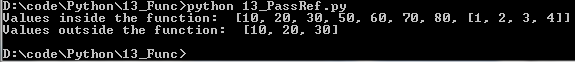 D:\code\Python\13_Func>python 13_PassRef.py
Values inside the function:  [10, 20, 30, 50, 60, 70, 80, [1, 2, 3, 4]]
Values outside the function:  [10, 20, 30]
D:\code\Python\13_Func>